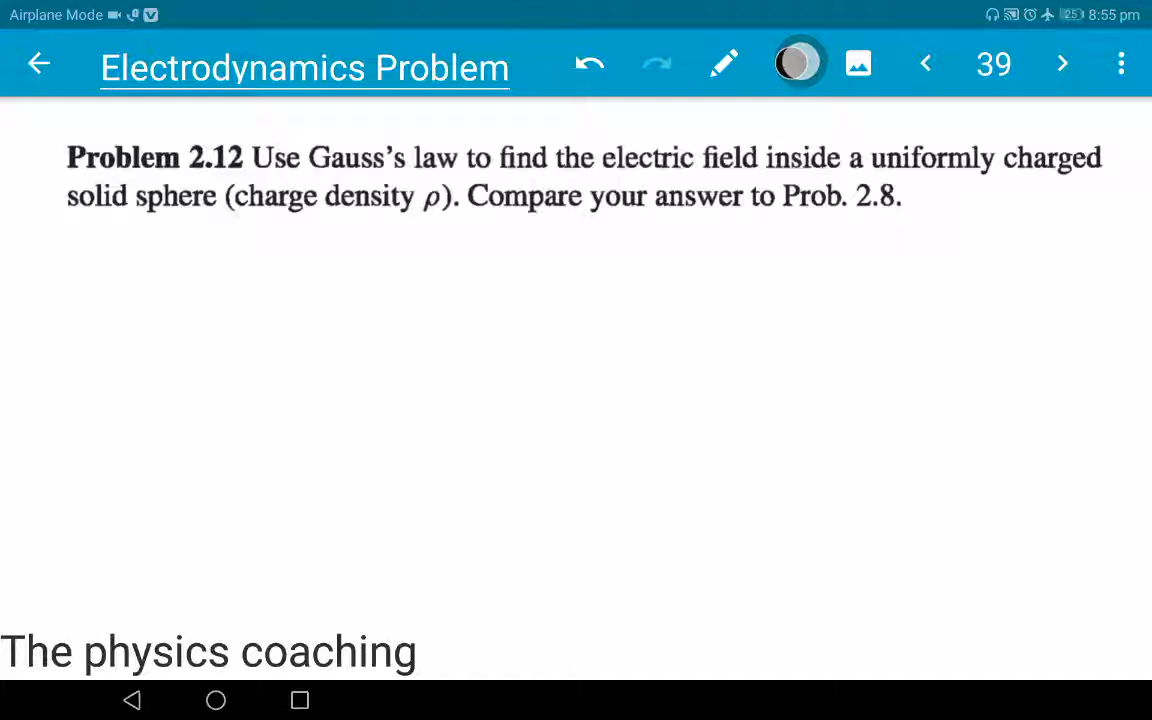 Airplane Mode 25 8:55 pm
Electrodynamics Problem 39
Problem 2.12 Use Gauss’s law to find the electric field inside a uniformly charged
solid sphere (charge density ρ). Compare your answer to Prob. 2.8.
The physics coaching